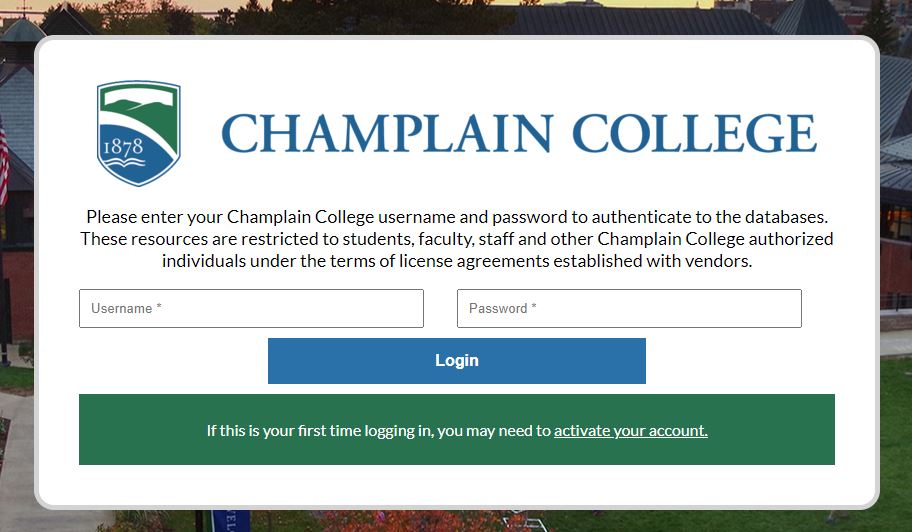 1878
CHAMPLAIN COLLEGE
Please enter your Champlain College username and password to authenticate to the databases.
These resources are restricted to students, faculty, staff and other Champlain College authorized
individuals under the terms of license agreements established with vendors.
Username *
Password *
Login
If this is your first time logging in, you may need to activate your account.